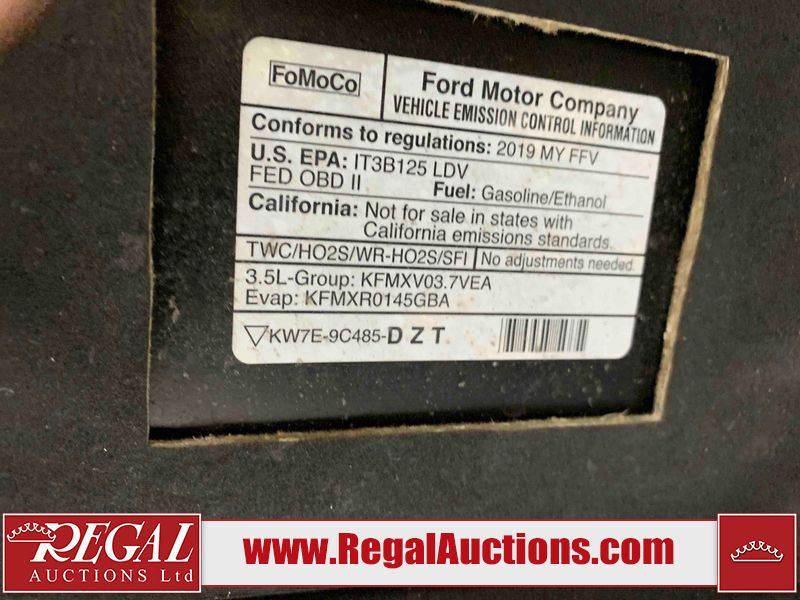 FoMoCo
Ford Motor Company
VEHICLE EMISSION CONTROL INFORMATION
Conforms to regulations: 2019 MY FFV
U.S. EPA: IT3B125 LDV
FED OBD II Fuel: Gasoline/Ethanol
California: Not for sale in states with
California emissions standards.
TWC/HO2S/WR-HO2S/SFI No adjustments needed.
3.5L-Group: KFMXV03.7VEA
Evap: KFMXR0145GBA
KW7E-9C485-DZT
REGAL
AUCTIONS Ltd
www.RegalAuctions.com